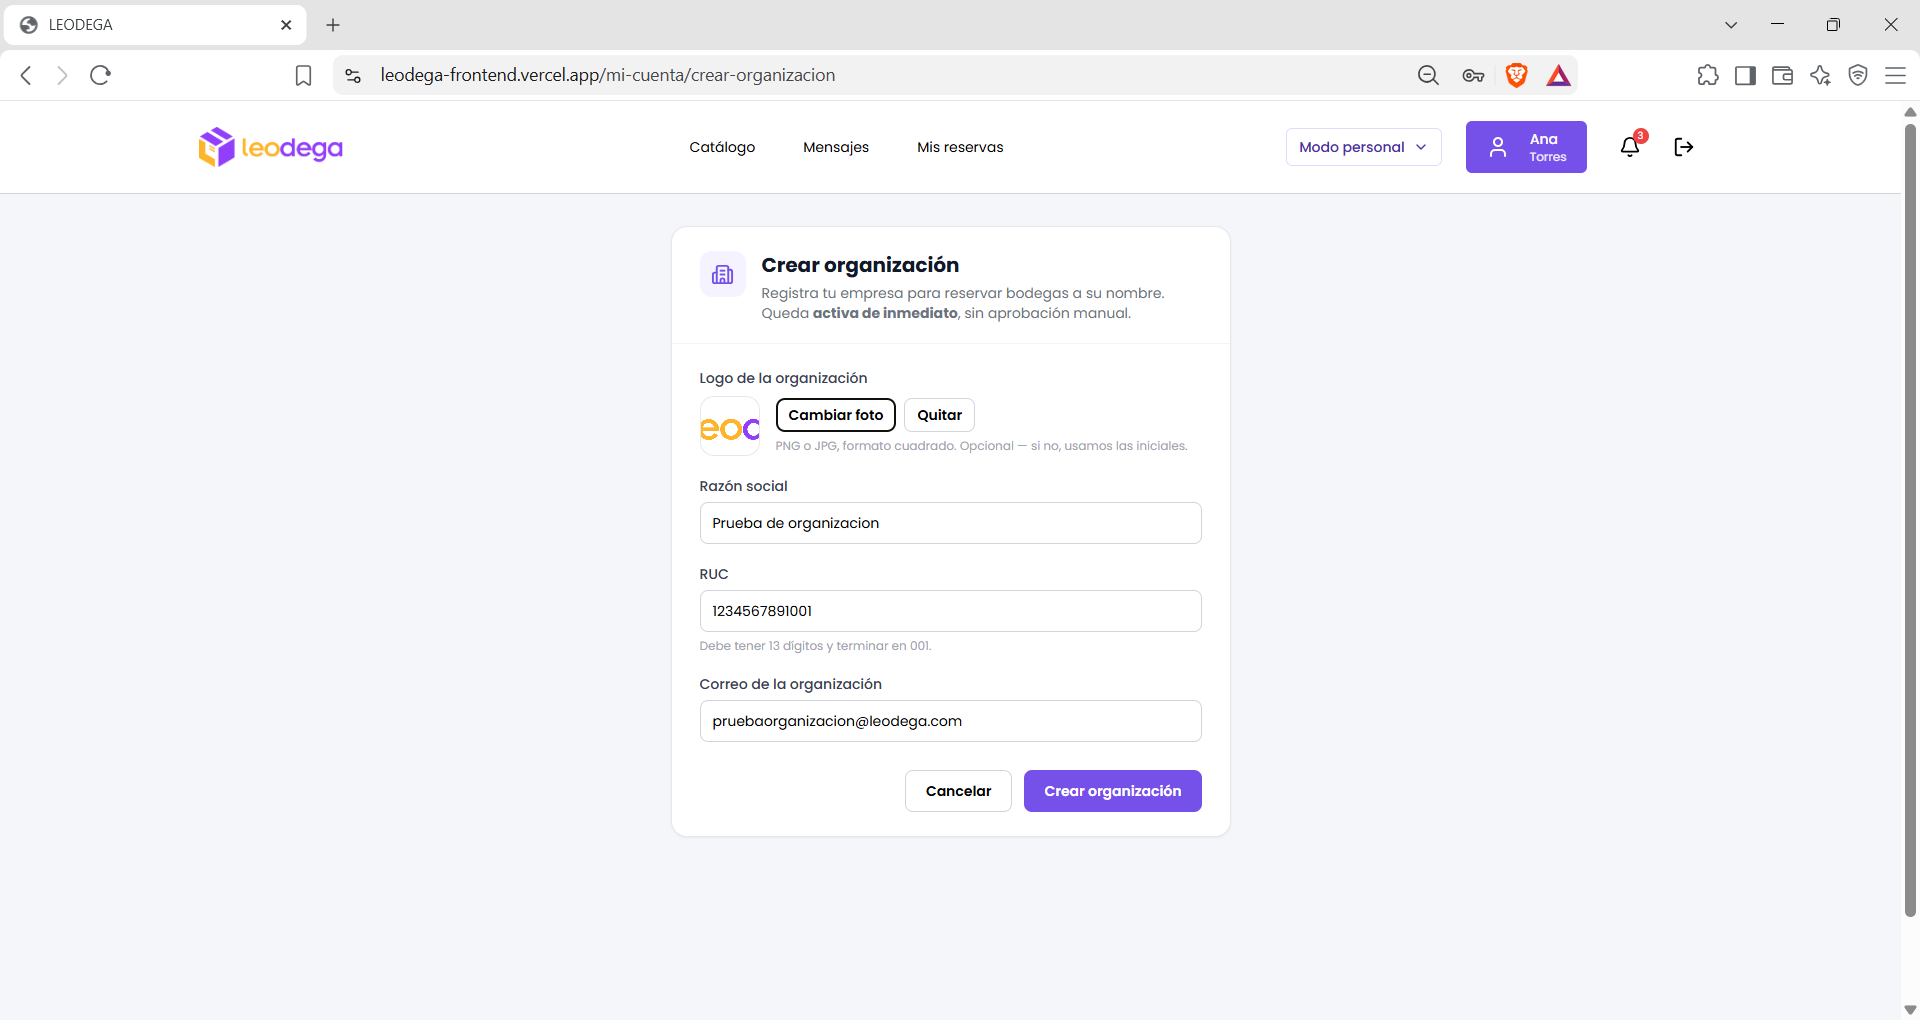 LEODEGA
leodega-frontend.vercel.app/mi-cuenta/crear-organizacion
leodega
Catálogo
Mensajes
Mis reservas
Modo personal
Ana
Torres
3
Crear organización
Registra tu empresa para reservar bodegas a su nombre.
Queda activa de inmediato, sin aprobación manual.
Logo de la organización
eoc
Cambiar foto
Quitar
PNG o JPG, formato cuadrado. Opcional — si no, usamos las iniciales.
Razón social
Prueba de organizacion
RUC
1234567891001
Debe tener 13 dígitos y terminar en 001.
Correo de la organización
pruebaorganizacion@leodega.com
Cancelar
Crear organización